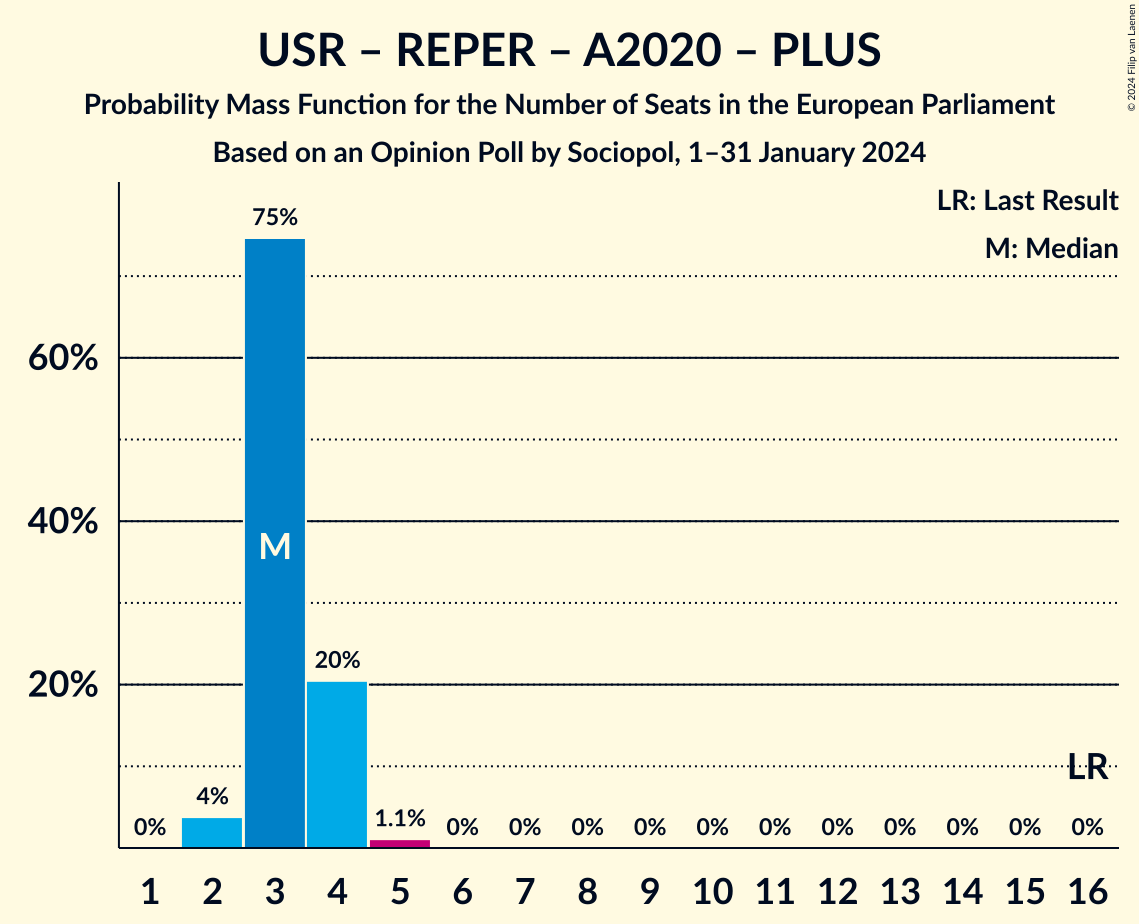 USR – REPER – A2020 – PLUS
Probability Mass Function for the Number of Seats in the European Parliament
Based on an Opinion Poll by Sociopol, 1–31 January 2024
© 2024 Filip van Laenen
LR: Last Result
M: Median
60%
40%
20%
0%
4%
75%
M
20%
1.1%
0%
0%
0%
0%
0%
0%
0%
0%
0%
0%
0%
LR
1 2 3 4 5 6 7 8 9 10 11 12 13 14 15 16